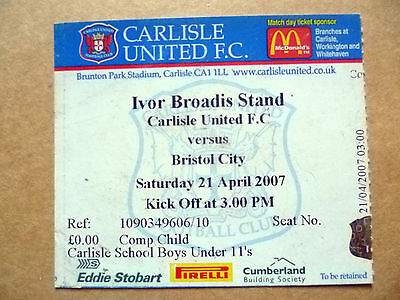 CARLISLE
UNITED F.C.
Match day ticket sponsor
McDonald's
Branches at
Carlisle,
Workington and
Whitehaven
Brunton Park Stadium, Carlisle CA1 1LL www.carlisleunited.co.uk
Ivor Broadis Stand
Carlisle United F.C
versus
Bristol City
Saturday 21 April 2007
Kick Off at 3.00 PM
Ref: 1090349606/10 Seat No.
£0.00 Comp Child
Carlisle School Boys Under 11's
Eddie Stobart
PIRELLI
Cumberland
Building Society
To be retained
21/04/2007 03:00